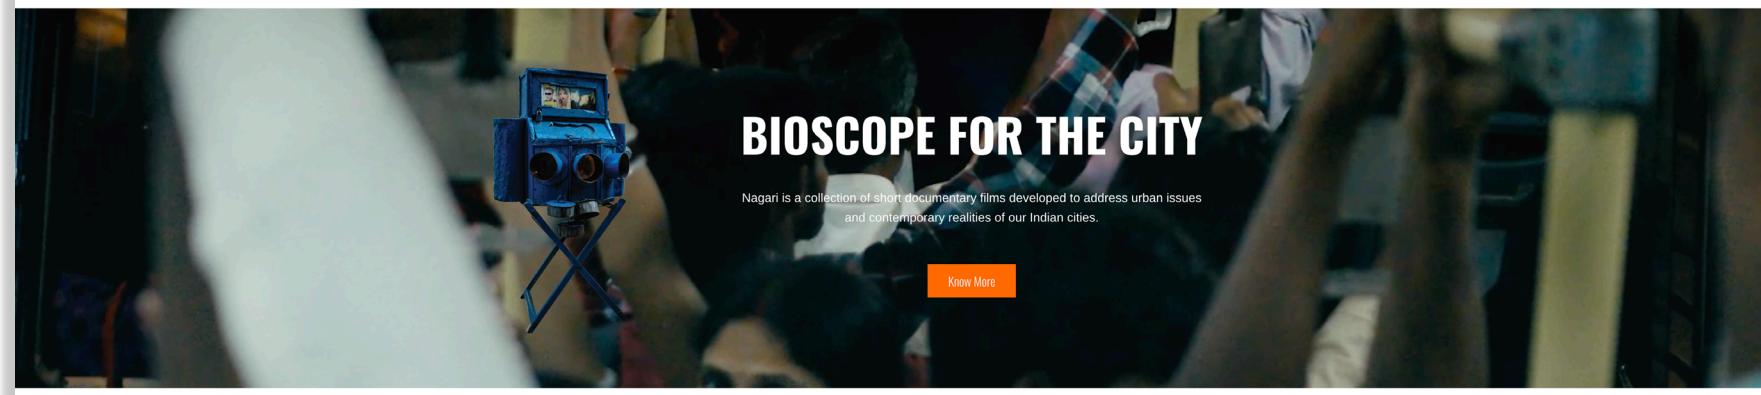 BIOSCOPE FOR THE CITY
Nagari is a collection of short documentary films developed to address urban issues
and contemporary realities of our Indian cities.
Know More